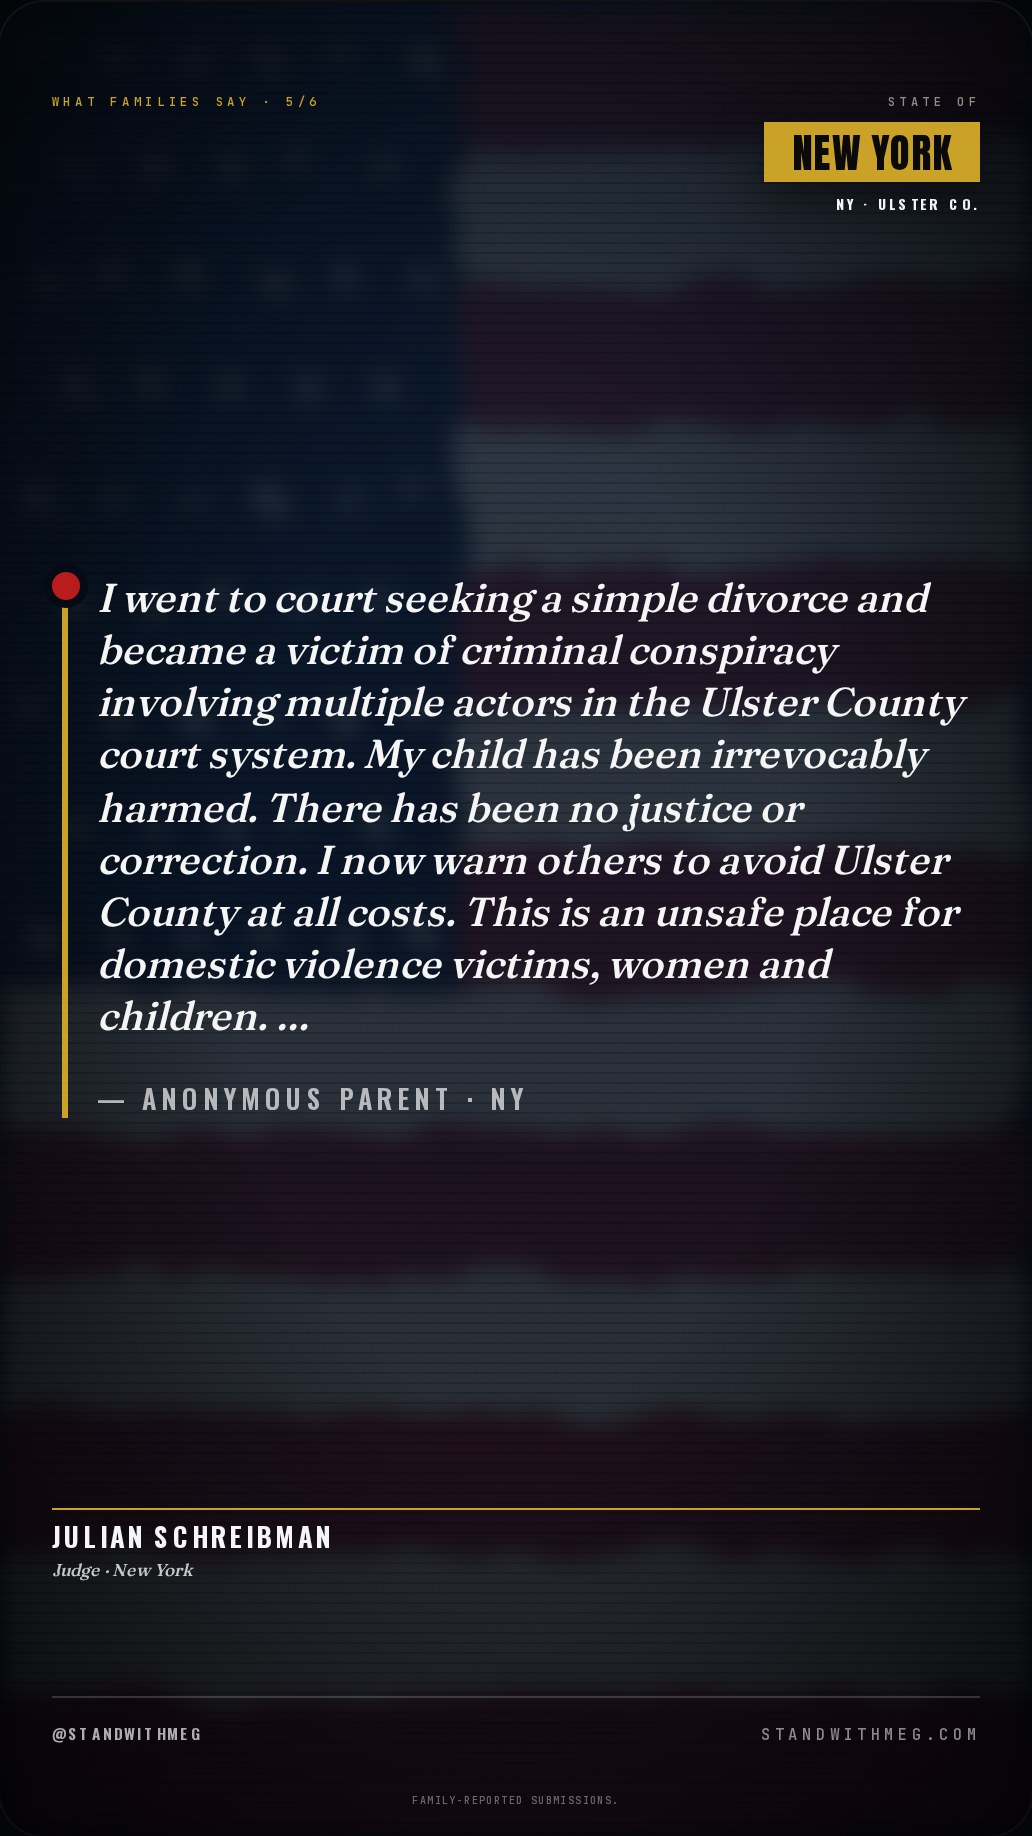 WHAT FAMILIES SAY · 5/6
STATE OF
NEW YORK
NY · ULSTER CO.
I went to court seeking a simple divorce and
became a victim of criminal conspiracy
involving multiple actors in the Ulster County
court system. My child has been irrevocably
harmed. There has been no justice or
correction. I now warn others to avoid Ulster
County at all costs. This is an unsafe place for
domestic violence victims, women and
children. ...
— ANONYMOUS PARENT · NY
JULIAN SCHREIBMAN
Judge · New York
@STANDWITHMEG
STANDWITHMEG.COM
FAMILY-REPORTED SUBMISSIONS.